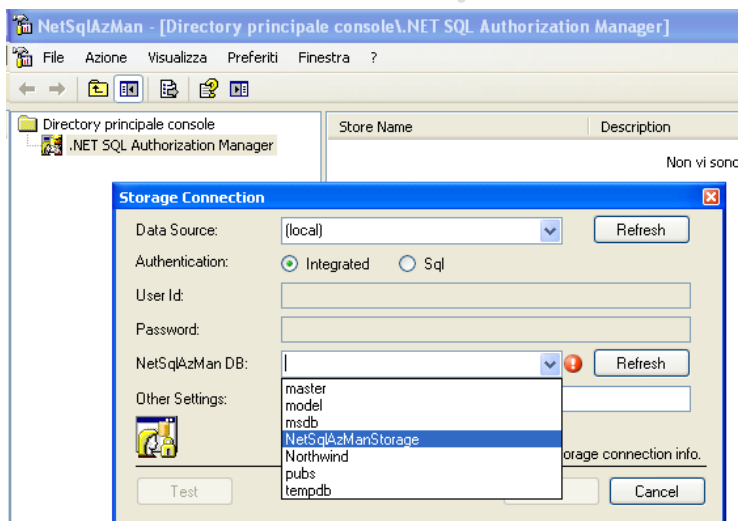 NetSqlAzMan - [Directory principale console\.NET SQL Authorization Manager]
File Azione Visualizza Preferiti Finestra ?
Directory principale console
.NET SQL Authorization Manager
Store Name Description
Non vi sono
Storage Connection
Data Source: (local) Refresh
Authentication: Integrated Sql
User Id:
Password:
NetSqlAzMan DB: Refresh
Other Settings:
master
model
msdb
NetSqlAzManStorage
Northwind
pubs
tempdb
orage connection info.
Test Cancel